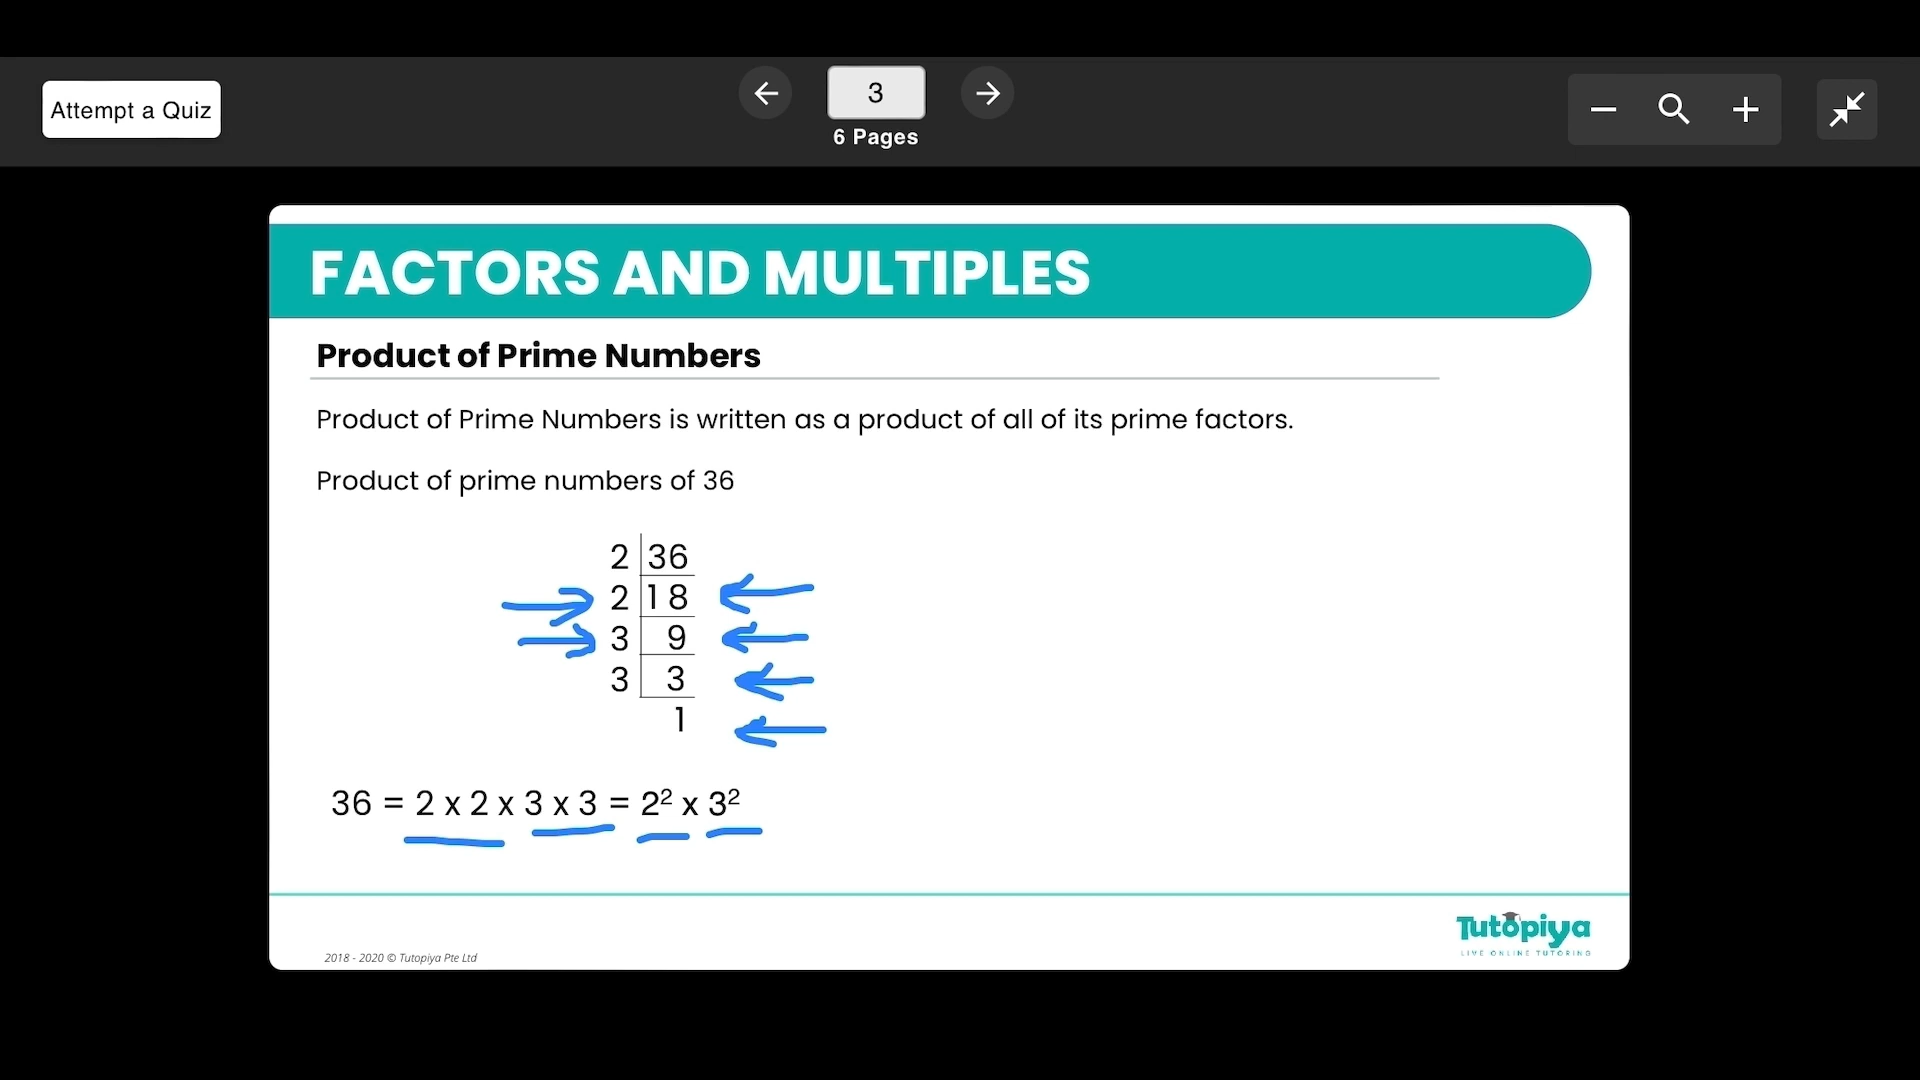 Attempt a Quiz
3
6 Pages
FACTORS AND MULTIPLES
Product of Prime Numbers
Product of Prime Numbers is written as a product of all of its prime factors.
Product of prime numbers of 36
2 36
2 18
3 9
3 3
1
36 = 2 x 2 x 3 x 3 = 2² x 3²
2018 - 2020 © Tutopiya Pte Ltd
Tutopiya
LIVE ONLINE TUTORING